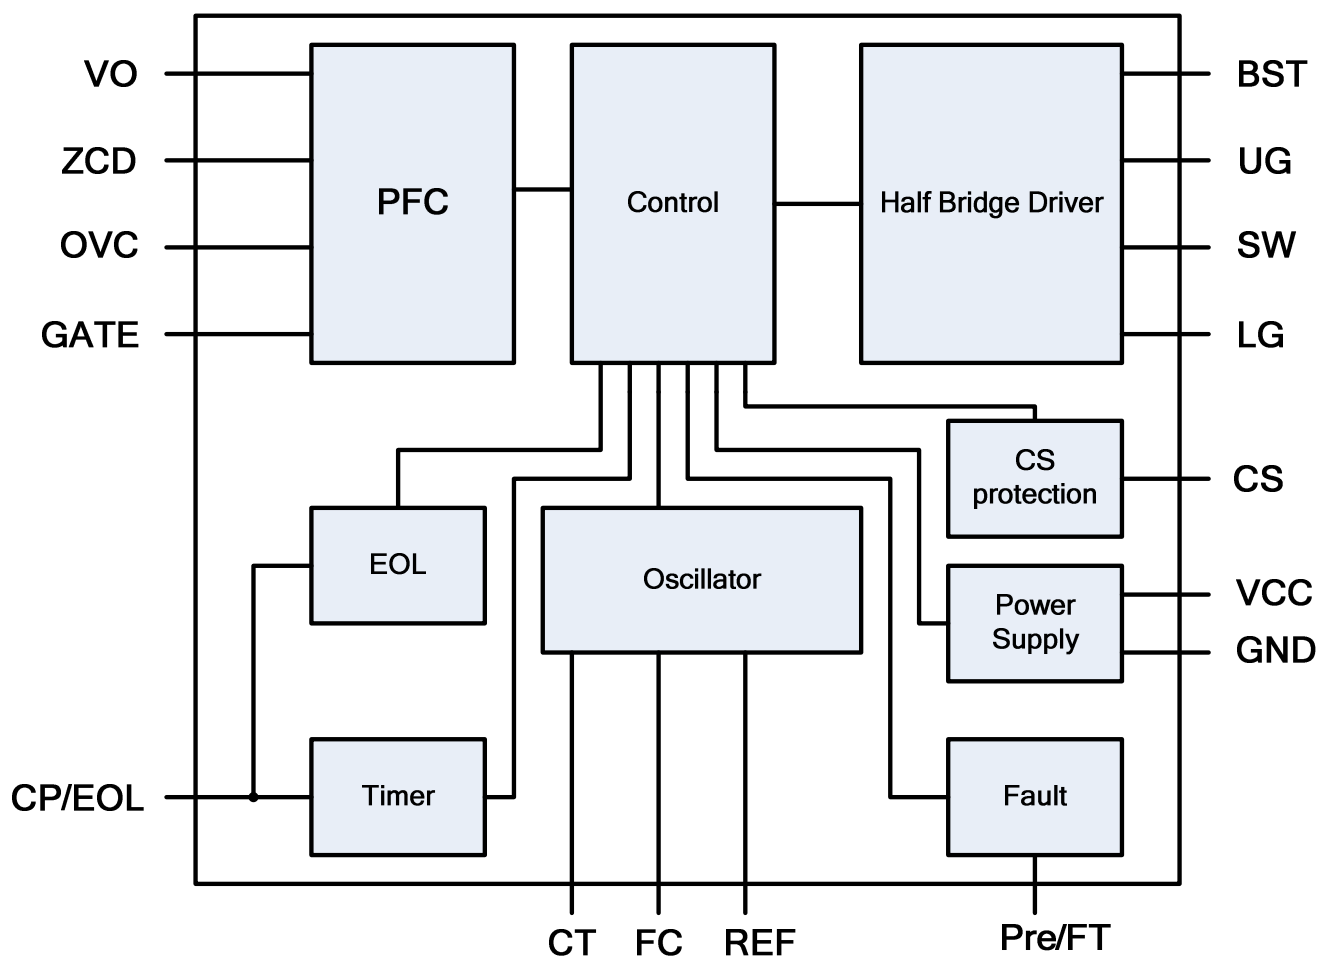 VO
ZCD
OVC
GATE
PFC
Control
Half Bridge Driver
BST
UG
SW
LG
CS
protection
CS
EOL
Oscillator
Power
Supply
VCC
GND
CP/EOL
Timer
Fault
CT
FC
REF
Pre/FT